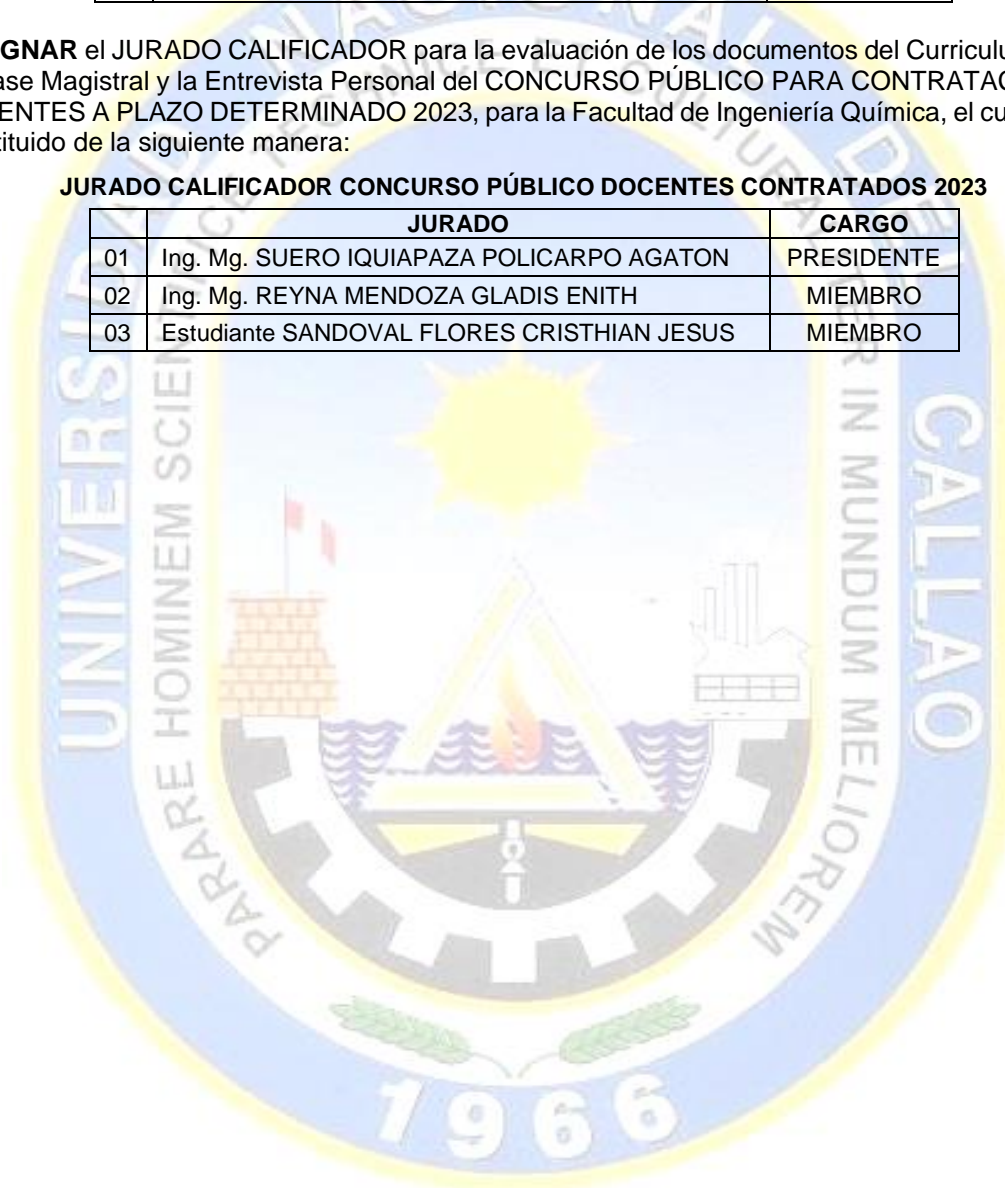 GNAR el JURADO CALIFICADOR para la evaluación de los documentos del Curriculu
ase Magistral y la Entrevista Personal del CONCURSO PÚBLICO PARA CONTRATAC
ENTES A PLAZO DETERMINADO 2023, para la Facultad de Ingeniería Química, el cu
tituido de la siguiente manera:
JURADO CALIFICADOR CONCURSO PÚBLICO DOCENTES CONTRATADOS 2023
JURADO CARGO
01 Ing. Mg. SUERO IQUIAPAZA POLICARPO AGATON PRESIDENTE
02 Ing. Mg. REYNA MENDOZA GLADIS ENITH MIEMBRO
03 Estudiante SANDOVAL FLORES CRISTHIAN JESUS MIEMBRO
UNIVERSIDAD NACIONAL DEL CALLAO
PARARE HOMINEM SCIENTIFICE TECHNICE ET CULTURALITER IN MUNDUM MELIOREM
1966